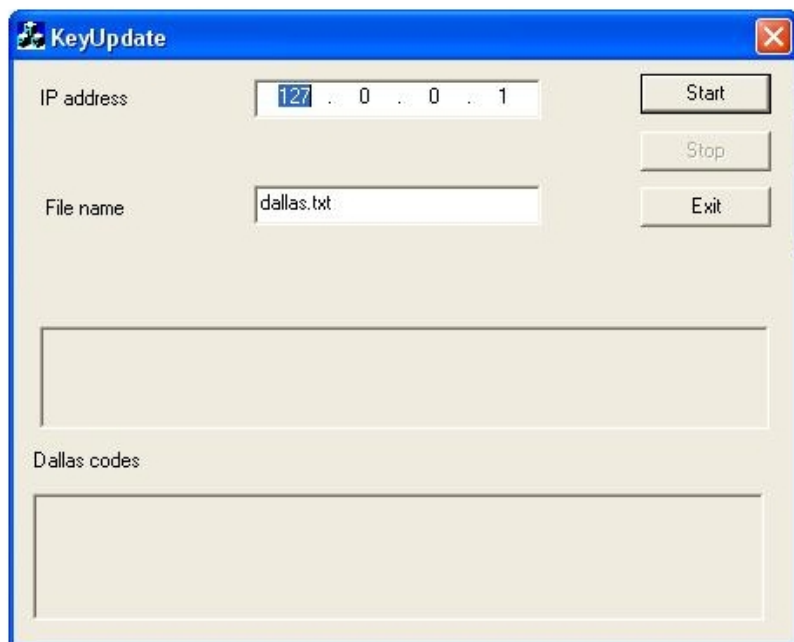 KeyUpdate
IP address
127 . 0 . 0 . 1
Start
Stop
File name
dallas.txt
Exit
Dallas codes